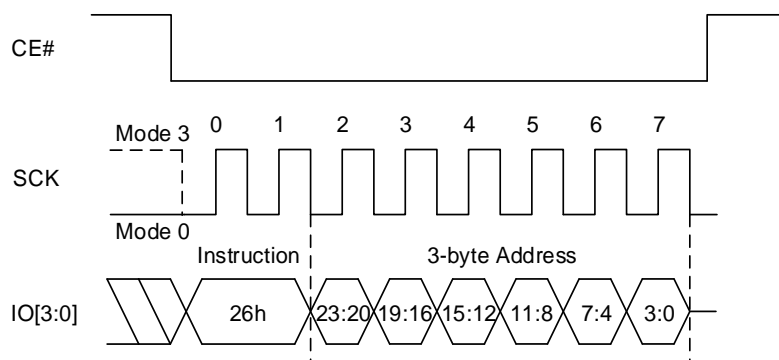 CE#
0 1 2 3 4 5 6 7
Mode 3
SCK
Mode 0
Instruction 3-byte Address
IO[3:0] 26h 23:20 19:16 15:12 11:8 7:4 3:0